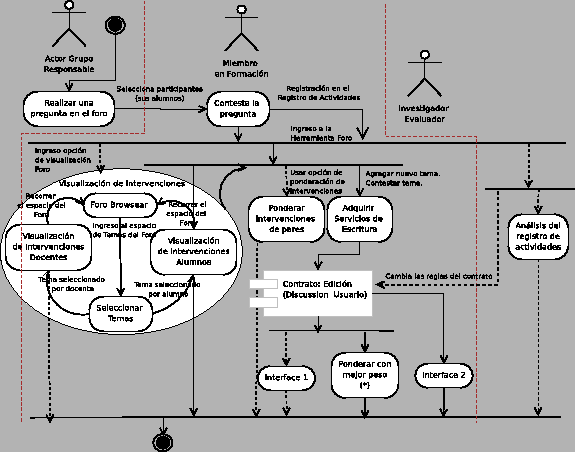 Actor Grupo
Responsable
Miembro
en Formación
Investigador
Evaluador
Realizar una
pregunta en el foro
Selecciona participantes
(sus alumnos)
Contesta la
pregunta
Registración en el
Registro de Actividades
Ingreso a la
Herramienta Foro
Ingreso opción
de visualización
Foro
Visualización de Intervenciones
Recorrer
el espacio del
Foro
Foro Browsear
Recorrer el
espacio del
Foro
Ingreso al espacio
de Temas del Foro
Visualización
de Intervenciones
Docentes
Visualización
de Intervenciones
Alumnos
Tema seleccionado
por docente
Tema seleccionado
por alumno
Seleccionar
Temas
Usar opción de
ponderación de
intervenciones
Agregar nuevo tema.
Contestar tema.
Ponderar
Intervenciones
de pares
Adquirir
Servicios de
Escritura
Análisis del
registro de
actividades
Contrato: Edición
(Discussion Usuario)
Cambia las reglas del contrato
Interface 1
Ponderar con
mejor peso
(*)
Interface 2